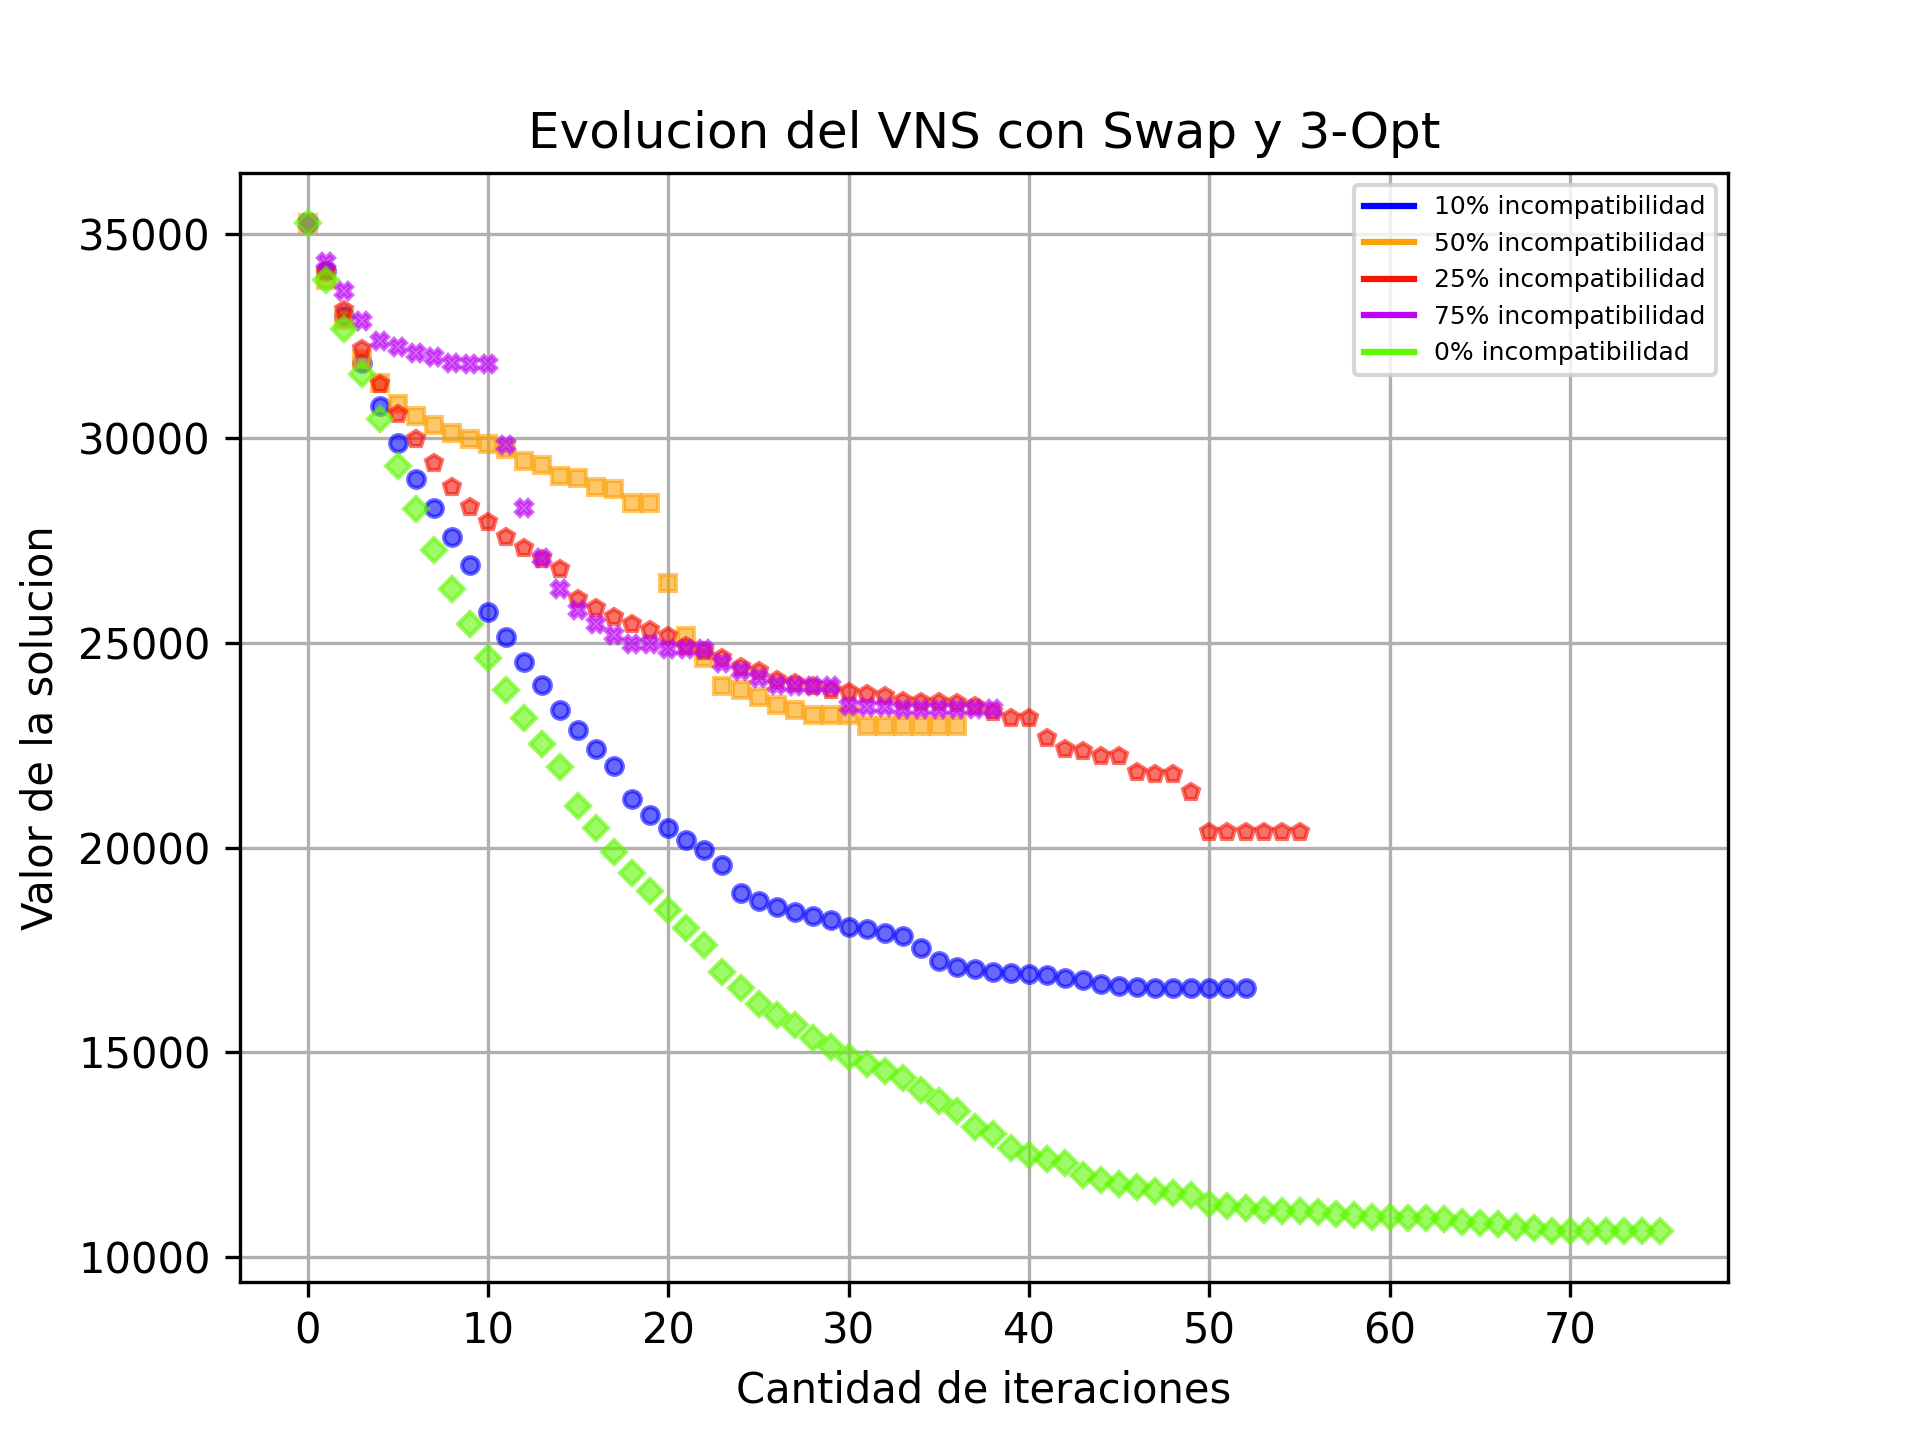 Evolucion del VNS con Swap y 3-Opt
10% incompatibilidad
50% incompatibilidad
25% incompatibilidad
75% incompatibilidad
0% incompatibilidad
Valor de la solucion
35000
30000
25000
20000
15000
10000
0 10 20 30 40 50 60 70
Cantidad de iteraciones